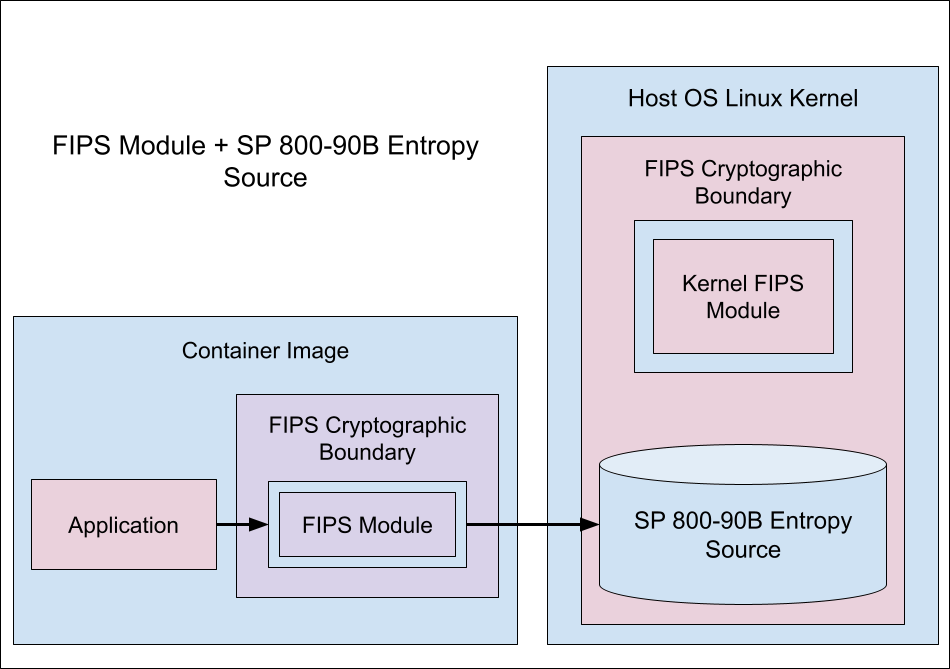 FIPS Module + SP 800-90B Entropy
Source
Host OS Linux Kernel
FIPS Cryptographic
Boundary
Kernel FIPS
Module
SP 800-90B Entropy
Source
Container Image
FIPS Cryptographic
Boundary
Application
FIPS Module